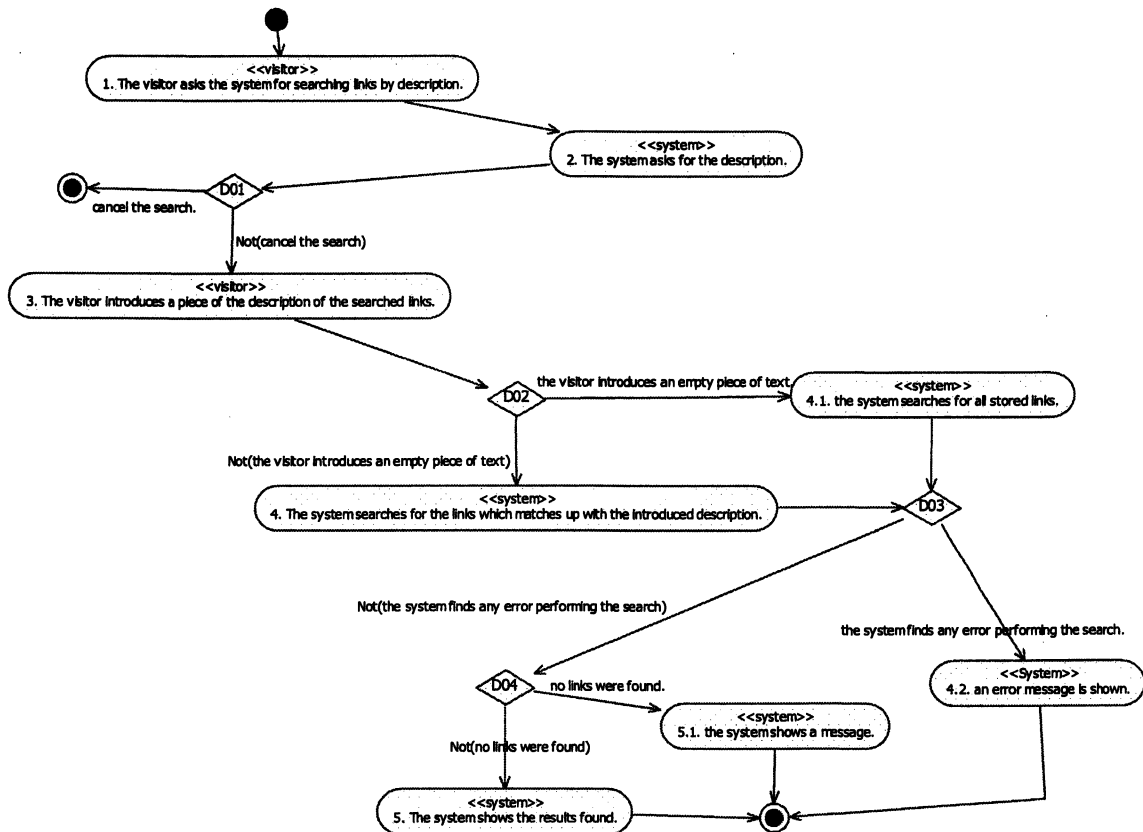 <<visitor>>
1. The visitor asks the system for searching links by description.
<<system>>
2. The system asks for the description.
D01
cancel the search.
Not(cancel the search)
<<visitor>>
3. The visitor introduces a piece of the description of the searched links.
D02
the visitor introduces an empty piece of text.
<<system>>
4.1. the system searches for all stored links.
Not(the visitor introduces an empty piece of text)
<<system>>
4. The system searches for the links which matches up with the introduced description.
D03
Not(the system finds any error performing the search)
the system finds any error performing the search.
D04
no links were found.
<<System>>
4.2. an error message is shown.
<<system>>
5.1. the system shows a message.
Not(no links were found)
<<system>>
5. The system shows the results found.